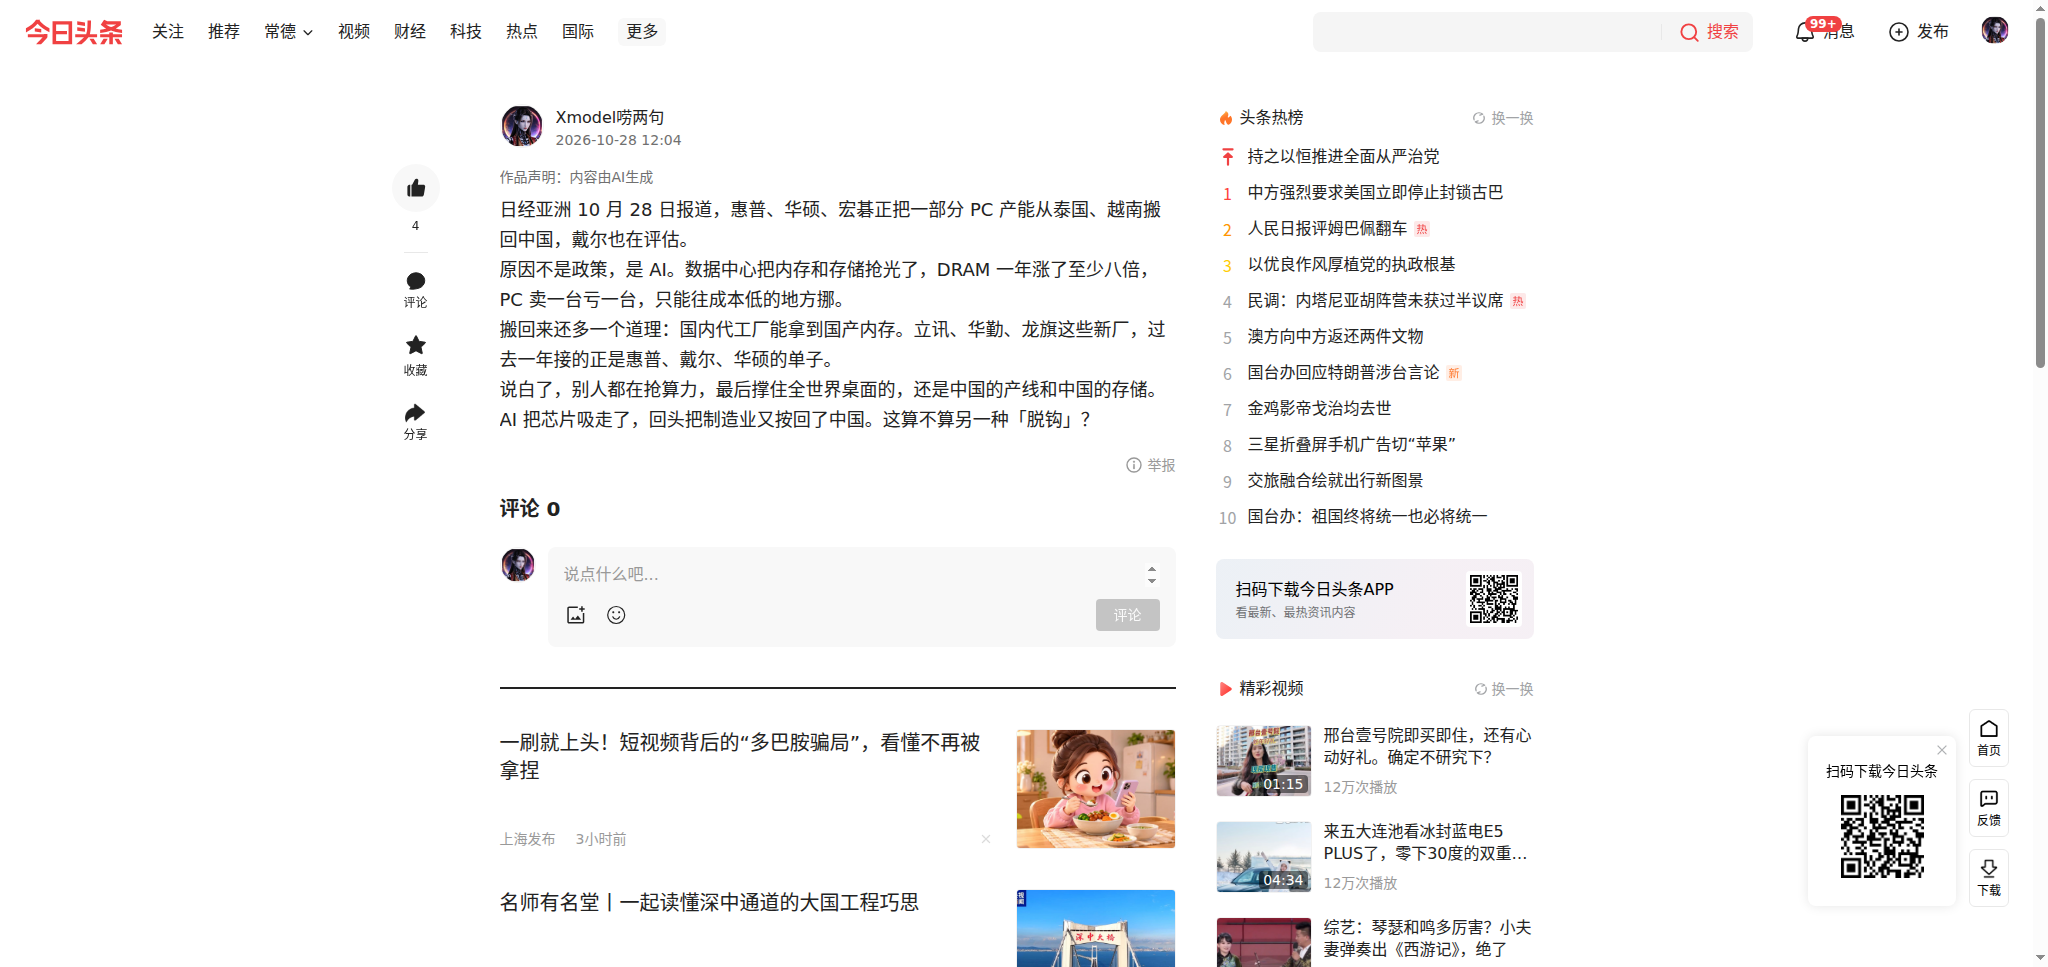 今日头条
关注 推荐 常德 视频 财经 科技 热点 国际 更多
搜索
99+
消息
发布
Xmodel唠两句
2026-10-28 12:04
作品声明：内容由AI生成
日经亚洲 10 月 28 日报道，惠普、华硕、宏碁正把一部分 PC 产能从泰国、越南搬
回中国，戴尔也在评估。
原因不是政策，是 AI。数据中心把内存和存储抢光了，DRAM 一年涨了至少八倍，
PC 卖一台亏一台，只能往成本低的地方挪。
搬回来还多一个道理：国内代工厂能拿到国产内存。立讯、华勤、龙旗这些新厂，过
去一年接的正是惠普、戴尔、华硕的单子。
说白了，别人都在抢算力，最后撑住全世界桌面的，还是中国的产线和中国的存储。
AI 把芯片吸走了，回头把制造业又按回了中国。这算不算另一种「脱钩」？
4
评论
收藏
分享
举报
评论 0
说点什么吧...
评论
一刷就上头！短视频背后的“多巴胺骗局”，看懂不再被
拿捏
上海发布 3小时前
名师有名堂丨一起读懂深中通道的大国工程巧思
深中大桥
头条热榜
换一换
持之以恒推进全面从严治党
1 中方强烈要求美国立即停止封锁古巴
2 人民日报评姆巴佩翻车 热
3 以优良作风厚植党的执政根基
4 民调：内塔尼亚胡阵营未获过半议席 热
5 澳方向中方返还两件文物
6 国台办回应特朗普涉台言论 新
7 金鸡影帝戈治均去世
8 三星折叠屏手机广告切“苹果”
9 交旅融合绘就出行新图景
10 国台办：祖国终将统一也必将统一
扫码下载今日头条APP
看最新、最热资讯内容
精彩视频
换一换
邢台壹号院
01:15
邢台壹号院即买即住，还有心
动好礼。确定不研究下？
12万次播放
04:34
来五大连池看冰封蓝电E5
PLUS了，零下30度的双重...
12万次播放
综艺：琴瑟和鸣多厉害？小夫
妻弹奏出《西游记》，绝了
扫码下载今日头条
首页
反馈
下载